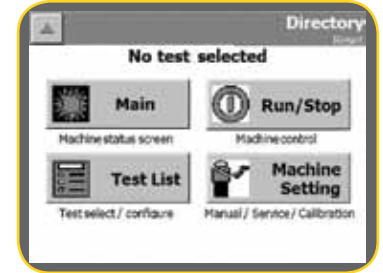 Directory
No test selected
Main
Run/Stop
Machine status screen
Machine control
Test List
Machine
Setting
Test select / configure
Manual / Service / Calibration